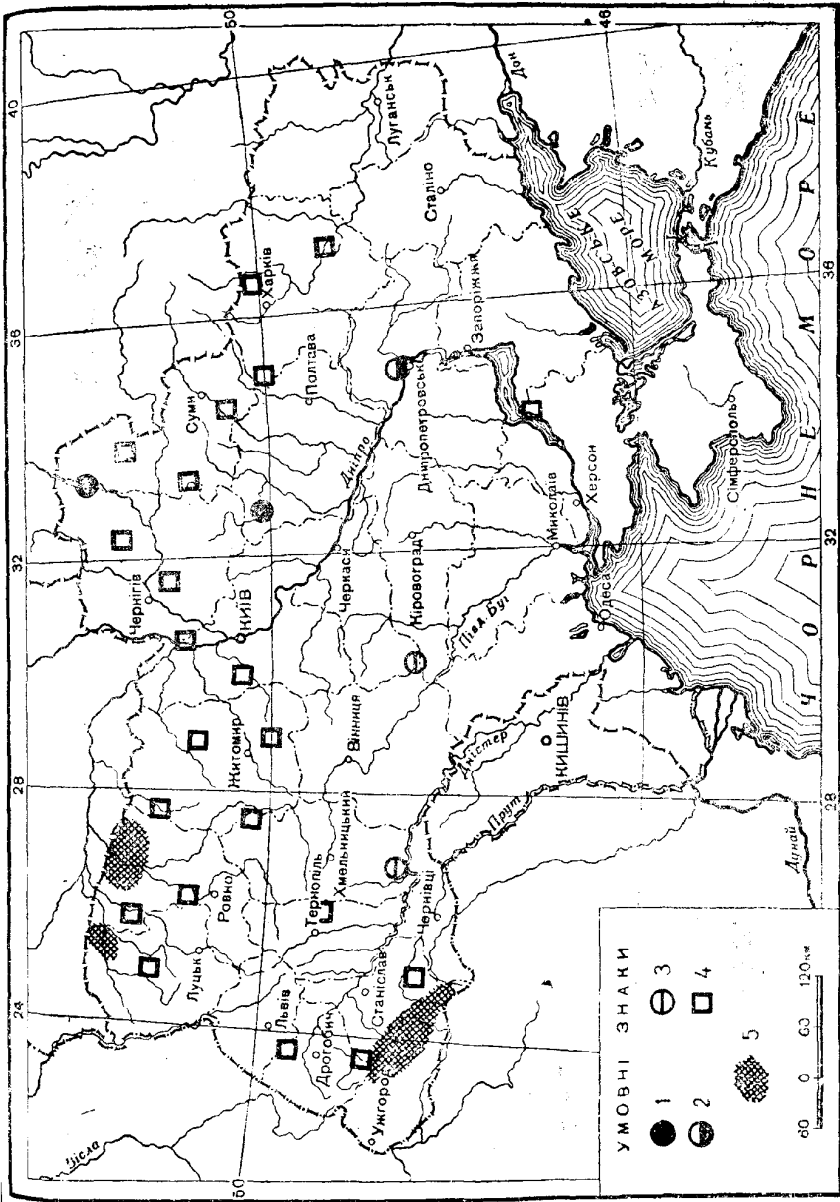 24
28
32
36
40
50
50
46
28
32
36
Вісла
Луцьк
Ровно
Житомир
КИЇВ
Чернігів
Суми
Харків
Полтава
Луганськ
Львів
Дрогобич
Станіслав
Ужгород
Тернопіль
Хмельницький
Вінниця
Черкаси
Дніпро
Кіровоград
Дніпропетровськ
Запоріжжя
Сталіно
Дон
Чернівці
Прут
Дністер
КИШИНІВ
Півд. Буг
Миколаїв
Херсон
Одеса
Сімферополь
АЗОВСЬКЕ
МОРЕ
Кубань
Дунай
ЧОРНЕ МОРЕ
УМОВНІ ЗНАКИ
1 3
2 4
5
60 0 60 120км